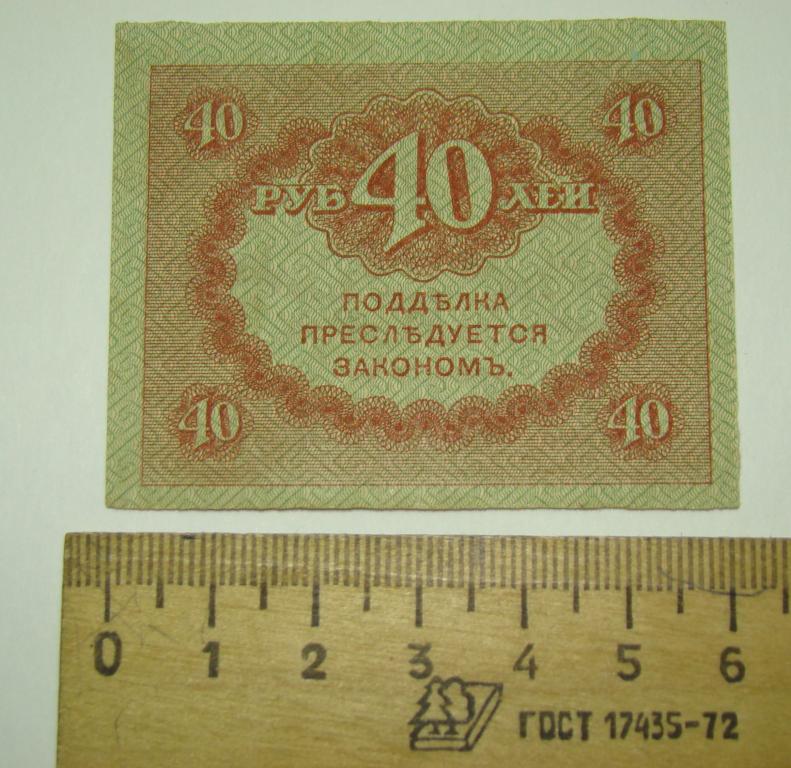 40 40
РУБ 40 ЛЕЙ
ПОДДѢЛКА
ПРЕСЛѢДУЕТСЯ
ЗАКОНОМЪ.
40 40
0 1 2 3 4 5 6
ГОСТ 17435-72